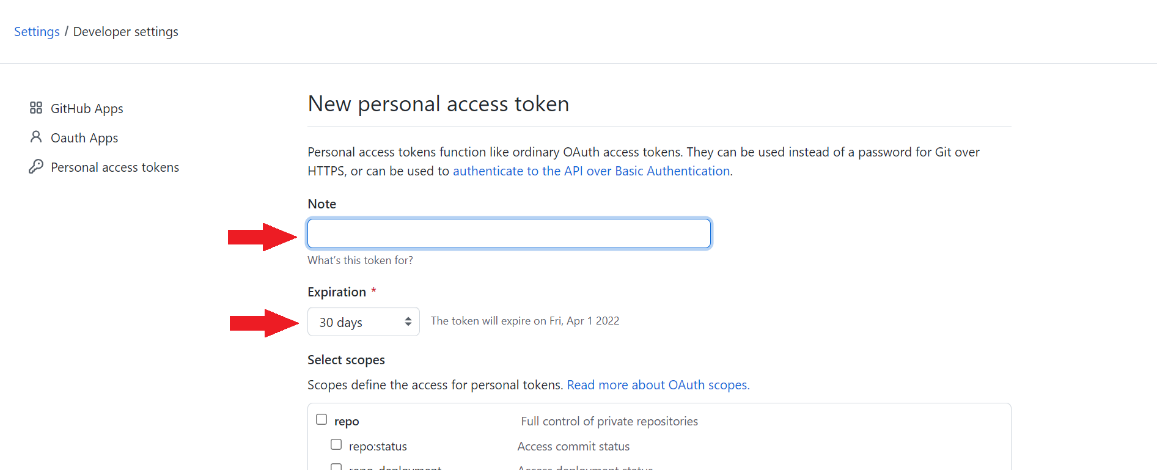 Settings / Developer settings
GitHub Apps
Oauth Apps
Personal access tokens
New personal access token
Personal access tokens function like ordinary OAuth access tokens. They can be used instead of a password for Git over
HTTPS, or can be used to authenticate to the API over Basic Authentication.
Note
What's this token for?
Expiration *
30 days The token will expire on Fri, Apr 1 2022
Select scopes
Scopes define the access for personal tokens. Read more about OAuth scopes.
repo Full control of private repositories
repo:status Access commit status